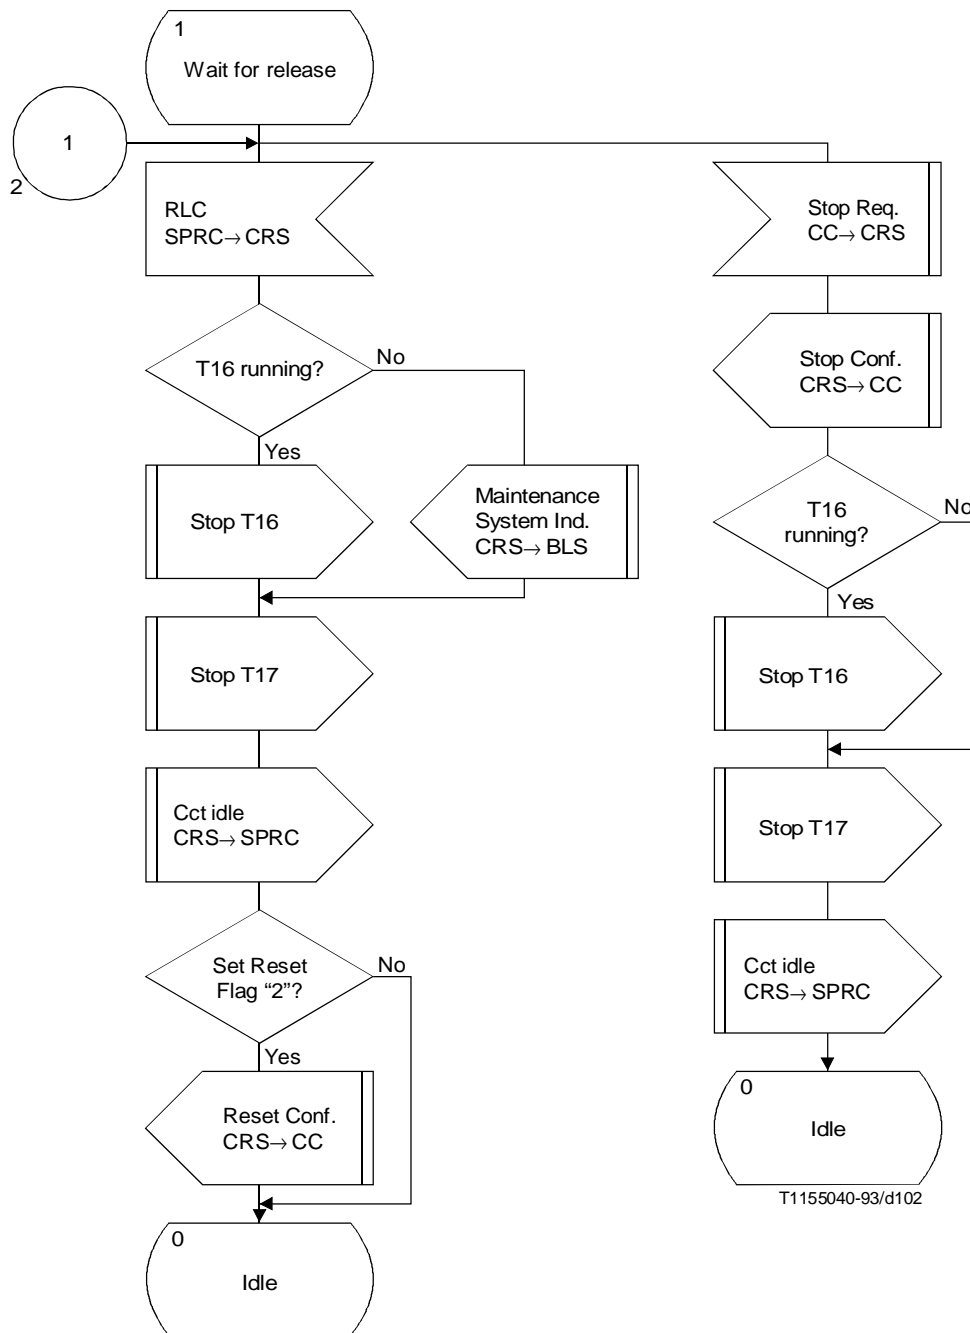 1
Wait for release
1
2
RLC
SPRC→CRS
Stop Req.
CC→CRS
T16 running?
No
Stop Conf.
CRS→CC
Yes
Stop T16
Maintenance
System Ind.
CRS→BLS
T16
running?
No
Yes
Stop T17
Stop T16
Cct idle
CRS→SPRC
Stop T17
Set Reset
Flag “2”?
No
Cct idle
CRS→SPRC
Yes
Reset Conf.
CRS→CC
0
Idle
T1155040-93/d102
0
Idle